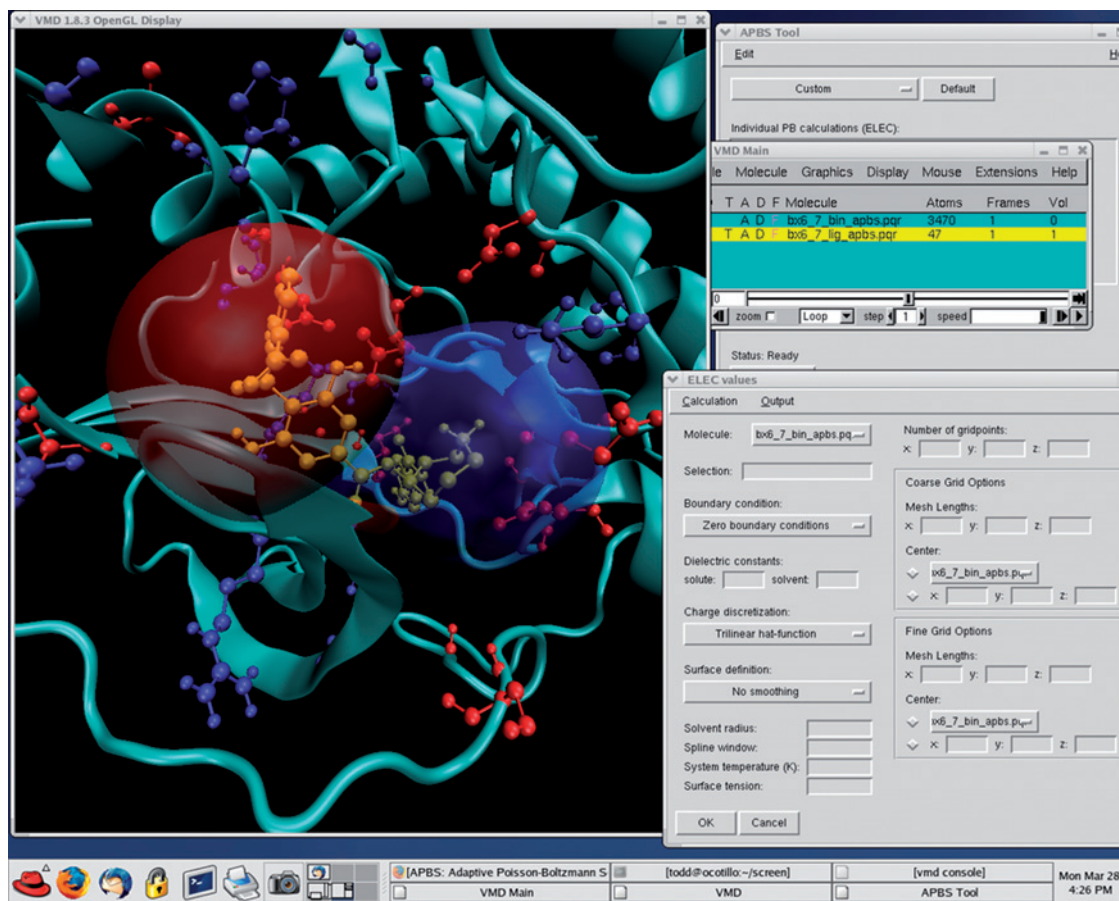 VMD 1.8.3 OpenGL Display
APBS Tool
Edit
Custom
Default
Individual PB calculations (ELEC):
VMD Main
Molecule Graphics Display Mouse Extensions Help
T A D F Molecule Atoms Frames Vol
A D F bx6_7_bin_apbs.pqr 3470 1 0
T A D F bx6_7_lig_apbs.pqr 47 1 1
0
zoom Loop step 1 speed
Status: Ready
ELEC values
Calculation Output
Molecule: bx6_7_bin_apbs.pq
Selection:
Boundary condition:
Zero boundary conditions
Dielectric constants:
solute: solvent:
Charge discretization:
Trilinear hat-function
Surface definition:
No smoothing
Solvent radius:
Spline window:
System temperature (K):
Surface tension:
OK Cancel
Number of gridpoints:
x: y: z:
Coarse Grid Options
Mesh Lengths:
x: y: z:
Center:
x6_7_bin_apbs.p
x: y: z:
Fine Grid Options
Mesh Lengths:
x: y: z:
Center:
x6_7_bin_apbs.p
x: y: z:
[APBS: Adaptive Poisson-Boltzmann S
[todd@ocotillo:~/screen]
[vmd console]
VMD Main
VMD
APBS Tool
Mon Mar 28
4:26 PM